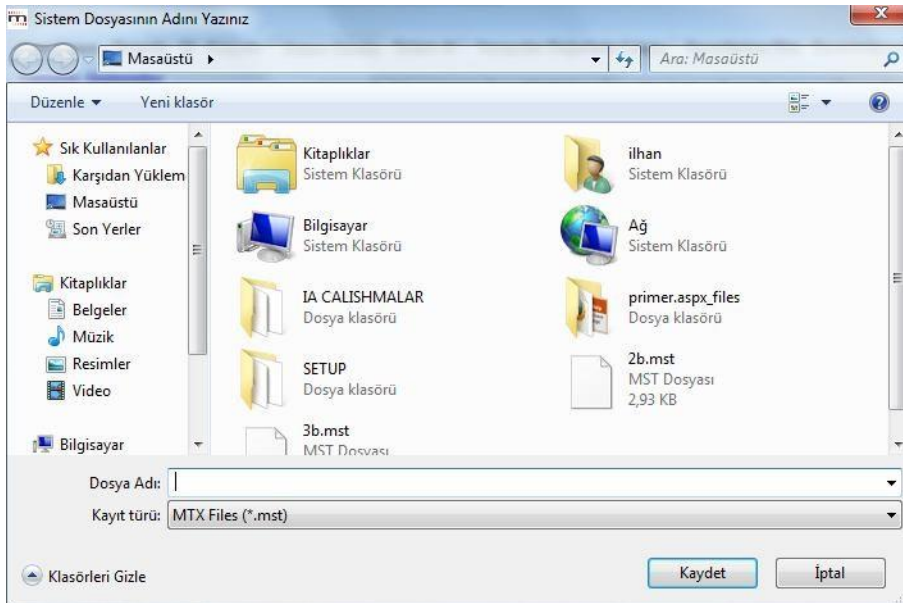 Sistem Dosyasının Adını Yazınız
Masaüstü
Ara: Masaüstü
Düzenle
Yeni klasör
Sık Kullanılanlar
Karşıdan Yüklem
Masaüstü
Son Yerler
Kitaplıklar
Belgeler
Müzik
Resimler
Video
Bilgisayar
Kitaplıklar
Sistem Klasörü
ilhan
Sistem Klasörü
Bilgisayar
Sistem Klasörü
Ağ
Sistem Klasörü
IA CALISHMALAR
Dosya klasörü
primer.aspx_files
Dosya klasörü
SETUP
Dosya klasörü
2b.mst
MST Dosyası
2,93 KB
3b.mst
MST Dosyası
Dosya Adı:
Kayıt türü: MTX Files (*.mst)
Klasörleri Gizle
Kaydet
İptal